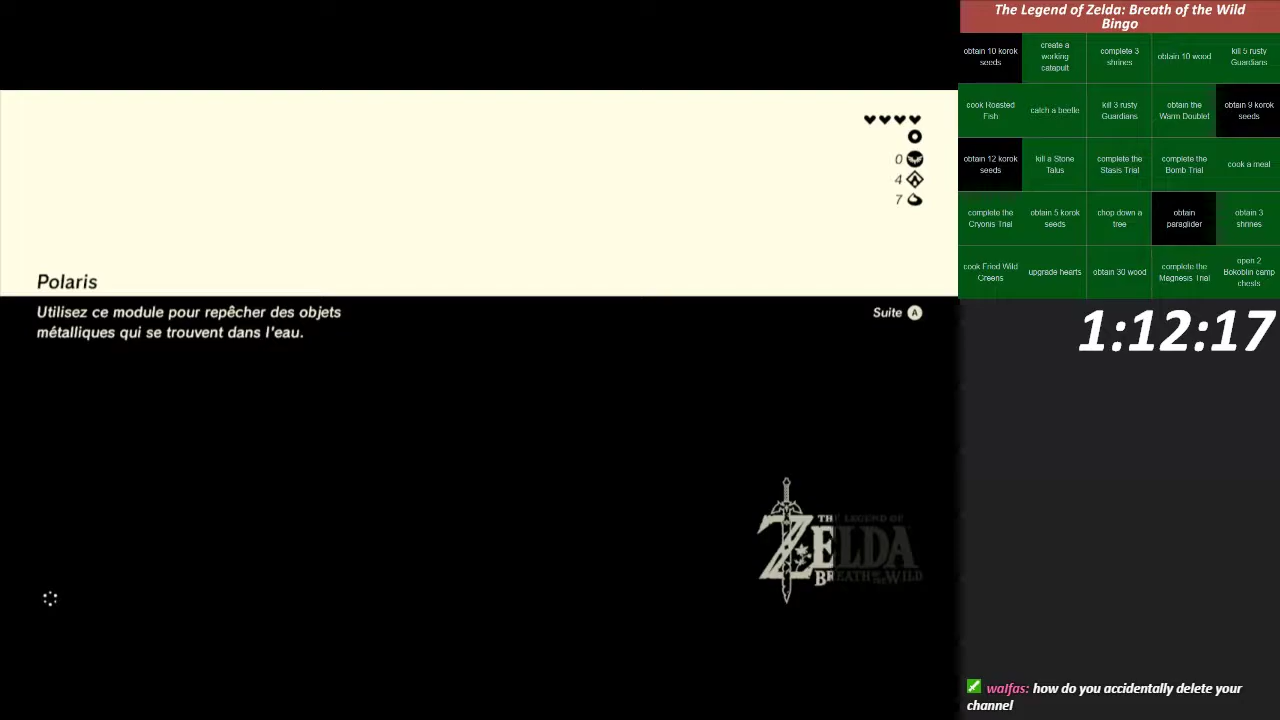 The Legend of Zelda: Breath of the Wild
Bingo
obtain 10 korok
seeds
create a
working
catapult
complete 3
shrines
obtain 10 wood
kill 5 rusty
Guardians
cook Roasted
Fish
catch a beetle
kill 3 rusty
Guardians
obtain the
Warm Doublet
obtain 9 korok
seeds
obtain 12 korok
seeds
kill a Stone
Talus
complete the
Stasis Trial
complete the
Bomb Trial
cook a meal
complete the
Cryonis Trial
obtain 5 korok
seeds
chop down a
tree
obtain
paraglider
obtain 3
shrines
cook Fried Wild
Greens
upgrade hearts
obtain 30 wood
complete the
Magnesis Trial
open 2
Bokoblin camp
chests
1:12:17
0
4
7
Polaris
Utilisez ce module pour repêcher des objets
métalliques qui se trouvent dans l'eau.
Suite A
THE LEGEND OF
ZELDA
BREATH OF THE WILD
walfas: how do you accidentally delete your
channel